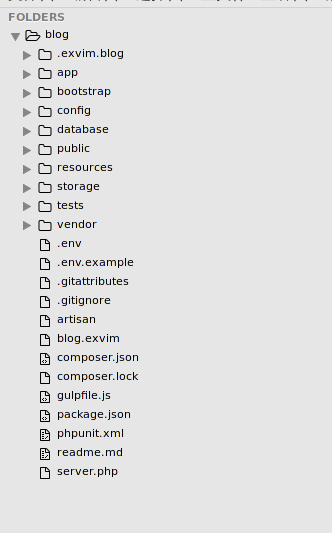 FOLDERS
blog
.exvim.blog
app
bootstrap
config
database
public
resources
storage
tests
vendor
.env
.env.example
.gitattributes
.gitignore
artisan
blog.exvim
composer.json
composer.lock
gulpfile.js
package.json
phpunit.xml
readme.md
server.php